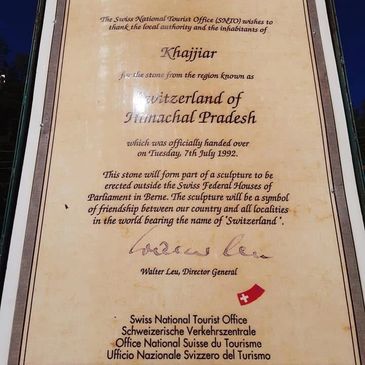 The Swiss National Tourist Office (SNTO) wishes to
thank the local authority and the inhabitants of
Khajjiar
for the stone from the region known as
Switzerland of
Himachal Pradesh
which was officially handed over
on Tuesday, 7th July 1992.
This stone will form part of a sculpture to be
erected outside the Swiss Federal Houses of
Parliament in Berne. The sculpture will be a symbol
of friendship between our country and all localities
in the world bearing the name of 'Switzerland'.
Walter Leu, Director General
Swiss National Tourist Office
Schweizerische Verkehrszentrale
Office National Suisse du Tourisme
Ufficio Nazionale Svizzero del Turismo